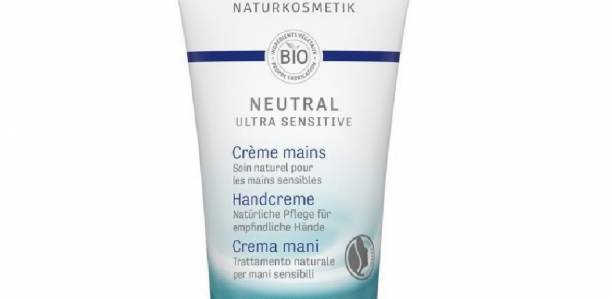 NATURKOSMETIK
BIO
NEUTRAL
ULTRA SENSITIVE
Crème mains
Soin naturel pour
les mains sensibles
Handcreme
Natürliche Pflege für
empfindliche Hände
Crema mani
Trattamento naturale
per mani sensibili